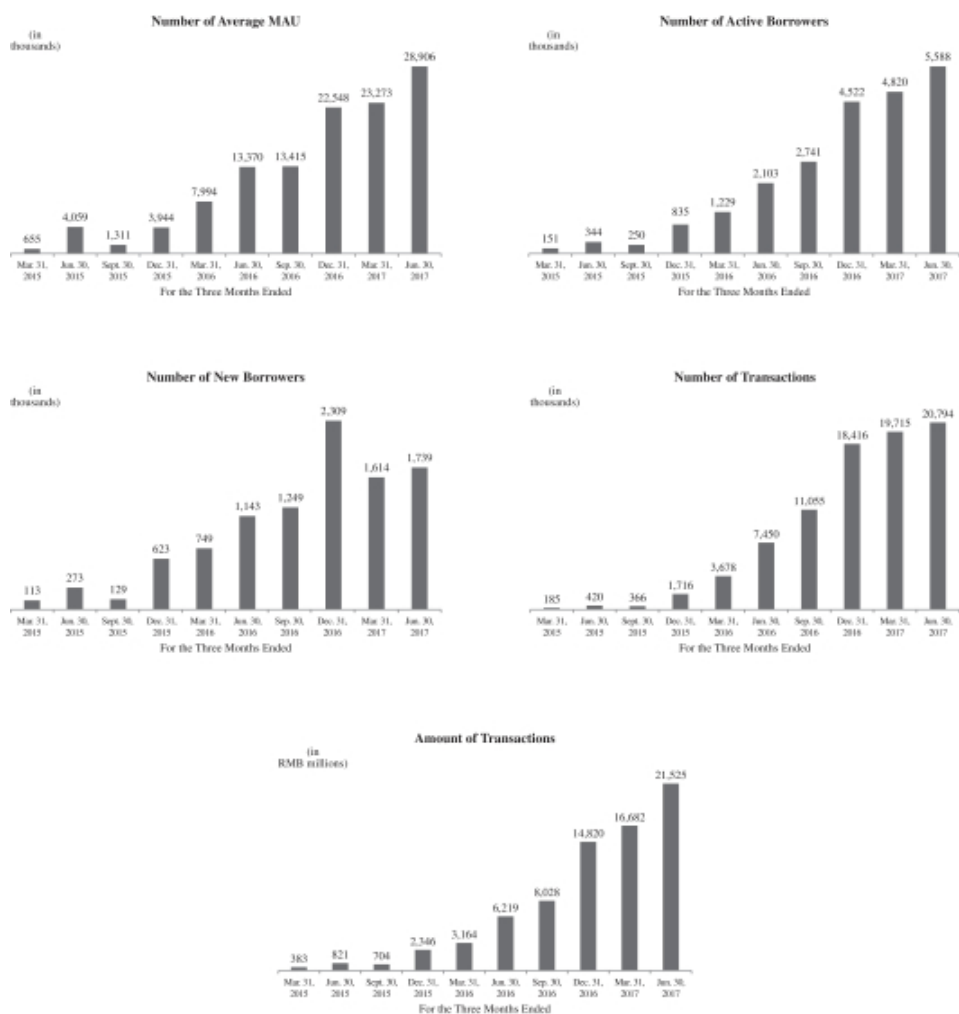 Number of Average MAU
(in
thousands)
655
4,059
1,311
3,944
7,994
13,370
13,415
22,548
23,273
28,906
Mar. 31, Jun. 30, Sept. 30, Dec. 31, Mar. 31, Jun. 30, Sep. 30, Dec. 31, Mar. 31, Jun. 30,
2015 2015 2015 2015 2016 2016 2016 2016 2017 2017
For the Three Months Ended
Number of Active Borrowers
(in
thousands)
151
344
250
835
1,229
2,103
2,741
4,522
4,820
5,588
Mar. 31, Jun. 30, Sept. 30, Dec. 31, Mar. 31, Jun. 30, Sep. 30, Dec. 31, Mar. 31, Jun. 30,
2015 2015 2015 2015 2016 2016 2016 2016 2017 2017
For the Three Months Ended
Number of New Borrowers
(in
thousands)
113
273
129
623
749
1,143
1,249
2,309
1,614
1,739
Mar. 31, Jun. 30, Sept. 30, Dec. 31, Mar. 31, Jun. 30, Sep. 30, Dec. 31, Mar. 31, Jun. 30,
2015 2015 2015 2015 2016 2016 2016 2016 2017 2017
For the Three Months Ended
Number of Transactions
(in
thousands)
185
420
366
1,716
3,678
7,450
11,055
18,416
19,715
20,794
Mar. 31, Jun. 30, Sept. 30, Dec. 31, Mar. 31, Jun. 30, Sep. 30, Dec. 31, Mar. 31, Jun. 30,
2015 2015 2015 2015 2016 2016 2016 2016 2017 2017
For the Three Months Ended
Amount of Transactions
(in
RMB millions)
383
821
704
2,346
3,164
6,219
8,028
14,820
16,682
21,525
Mar. 31, Jun. 30, Sept. 30, Dec. 31, Mar. 31, Jun. 30, Sep. 30, Dec. 31, Mar. 31, Jun. 30,
2015 2015 2015 2015 2016 2016 2016 2016 2017 2017
For the Three Months Ended